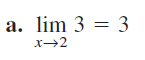 a. lim 3 = 3
x→2